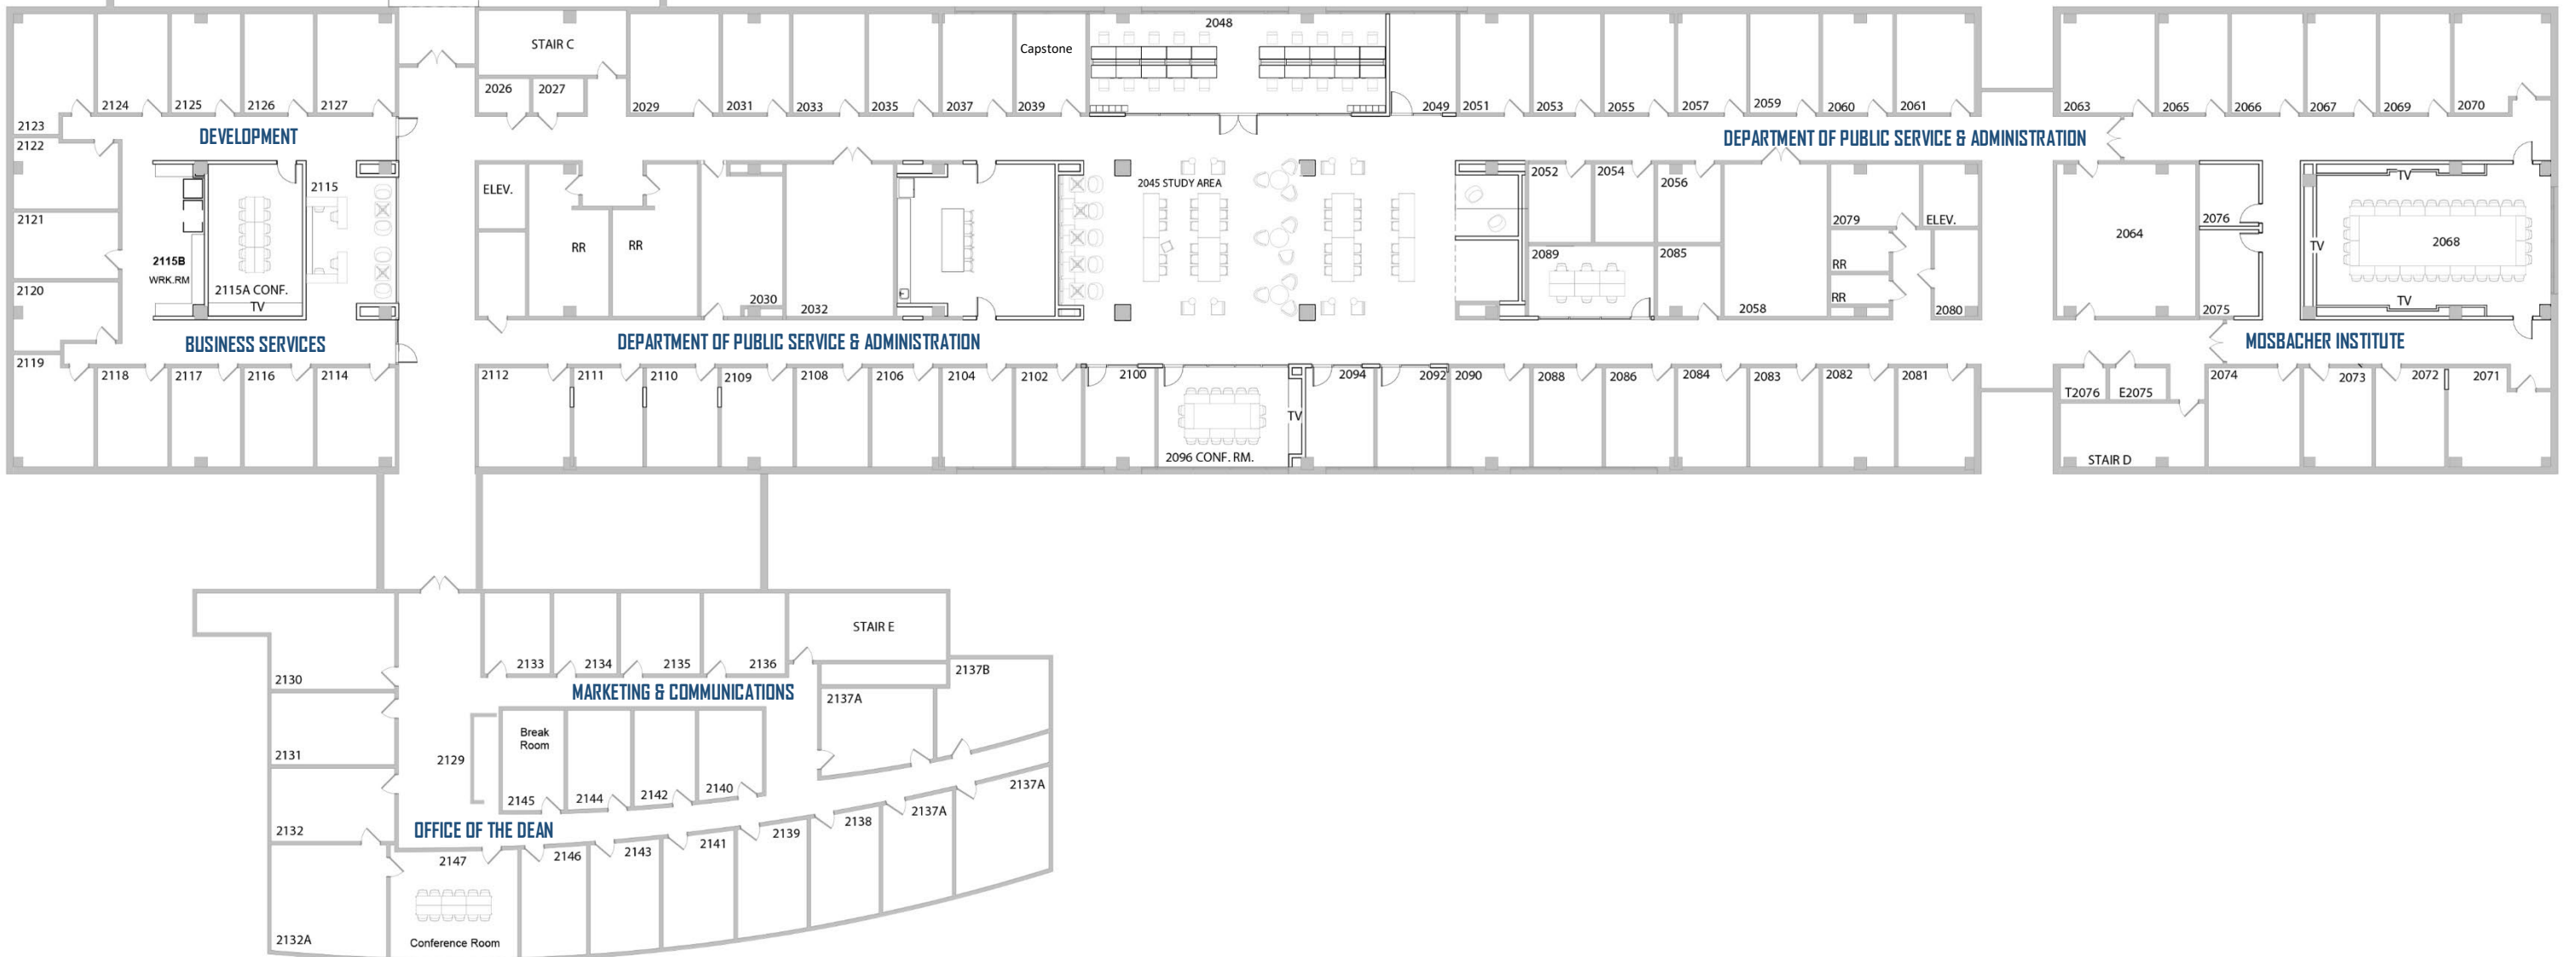 2048
STAIR C
Capstone
2026
2027
2123
2124
2125
2126
2127
2029
2031
2033
2035
2037
2039
2049
2051
2053
2055
2057
2059
2060
2061
2063
2065
2066
2067
2069
2070
DEVELOPMENT
DEPARTMENT OF PUBLIC SERVICE & ADMINISTRATION
2122
2121
2120
2119
2115B
WRK.RM
2115A CONF.
TV
2115
ELEV.
RR
RR
2030
2032
2045 STUDY AREA
2052
2054
2056
2089
2085
2058
2079
ELEV.
RR
RR
2080
2064
2076
2075
TV
TV
2068
TV
BUSINESS SERVICES
DEPARTMENT OF PUBLIC SERVICE & ADMINISTRATION
MOSBACHER INSTITUTE
2118
2117
2116
2114
2112
2111
2110
2109
2108
2106
2104
2102
2100
2096 CONF. RM.
TV
2094
2092
2090
2088
2086
2084
2083
2082
2081
T2076
E2075
STAIR D
2074
2073
2072
2071
STAIR E
2130
2133
2134
2135
2136
2137B
MARKETING & COMMUNICATIONS
2137A
2131
2129
Break
Room
2145
2144
2142
2140
2137A
2132
OFFICE OF THE DEAN
2147
2146
2143
2141
2139
2138
2137A
2132A
Conference Room